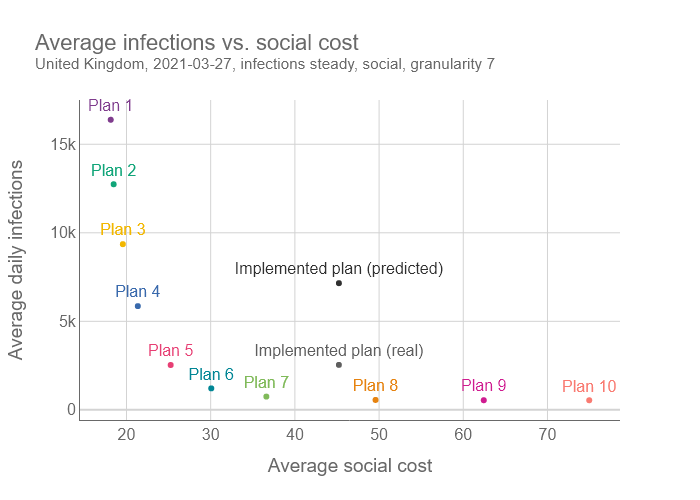 Average infections vs. social cost
United Kingdom, 2021-03-27, infections steady, social, granularity 7
Plan 1
15k
Plan 2
Plan 3
10k
Implemented plan (predicted)
Plan 4
5k
Plan 5
Implemented plan (real)
Plan 6
Plan 7
Plan 8
Plan 9
Plan 10
0
20
30
40
50
60
70
Average social cost
Average daily infections